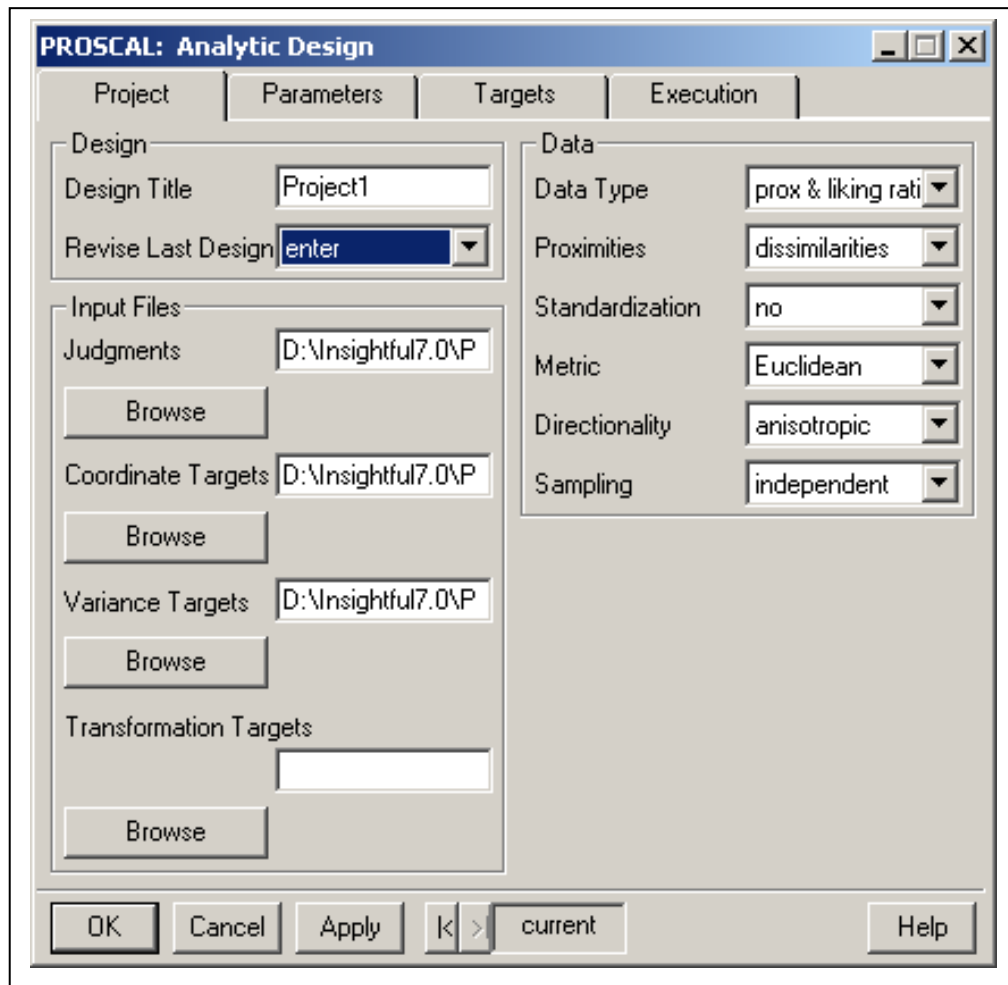 PROSCAL: Analytic Design
Project Parameters Targets Execution
Design
Design Title Project1
Revise Last Design enter
Input Files
Judgments D:\Insightful7.0\P
Browse
Coordinate Targets D:\Insightful7.0\P
Browse
Variance Targets D:\Insightful7.0\P
Browse
Transformation Targets
Browse
Data
Data Type prox & liking rati
Proximities dissimilarities
Standardization no
Metric Euclidean
Directionality anisotropic
Sampling independent
OK Cancel Apply |< >| current Help